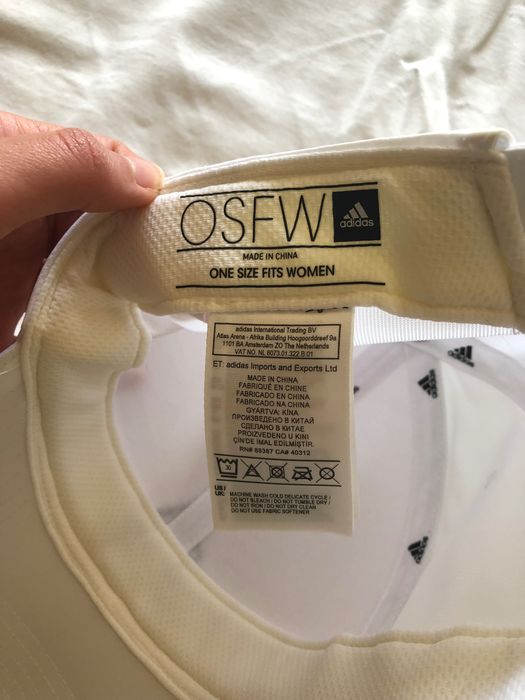 OSFW
adidas
MADE IN CHINA
ONE SIZE FITS WOMEN
adidas International Trading BV
Atlas Arena - Afrika Building Hoogoorddreef 9a
1101 BA Amsterdam ZO The Netherlands
VAT NO. NL 8073.01.322.B.01
ET: adidas Imports and Exports Ltd
MADE IN CHINA
FABRIQUÉ EN CHINE
FABRICADO EN CHINA
FABRICADO NA CHINA
GYÁRTVA: KÍNA
ПРОИЗВЕДЕНО В КИТАЙ
СДЕЛАНО В КИТАЕ
PROIZVEDENO U KINI
ÇİN'DE İMAL EDİLMİŞTİR.
RN# 88387 CA# 40312
30
US/
UK:
MACHINE WASH COLD DELICATE CYCLE /
DO NOT BLEACH / DO NOT TUMBLE DRY /
DO NOT IRON / DO NOT DRY CLEAR
DO NOT USE FABRIC SOFTENER